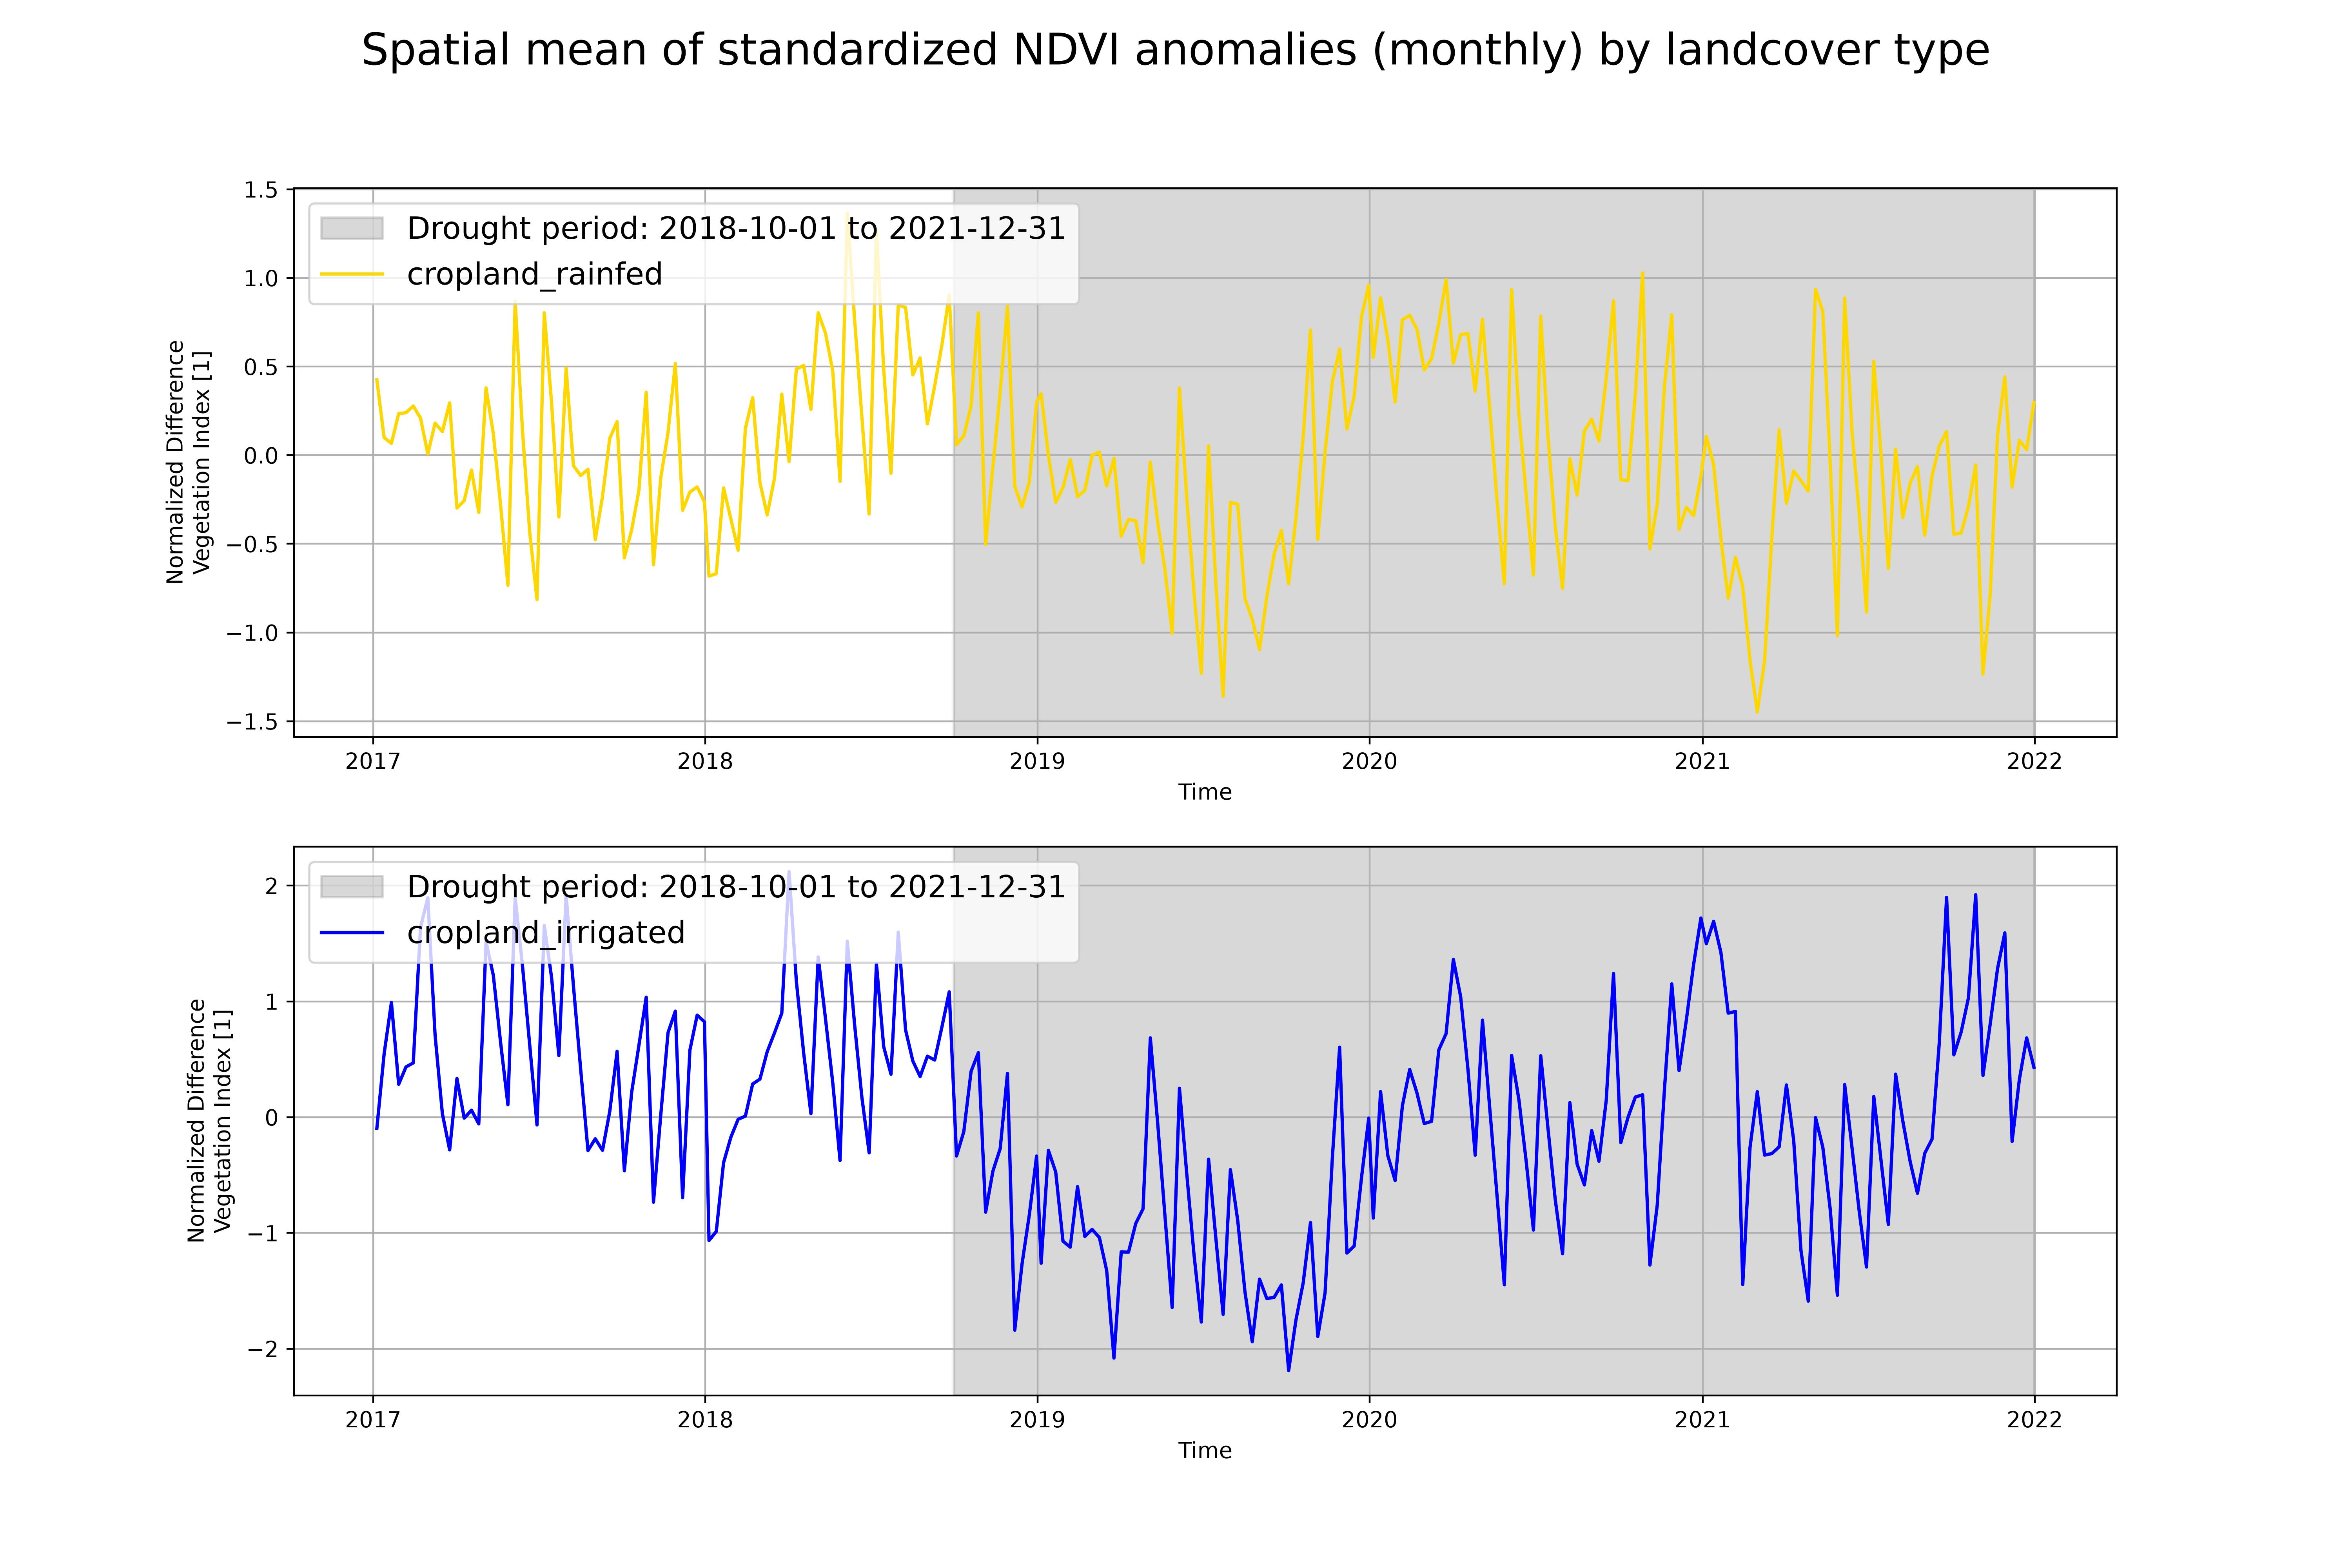 Spatial mean of standardized NDVI anomalies (monthly) by landcover type
1.5
1.0
0.5
0.0
−0.5
−1.0
−1.5
Normalized Difference
Vegetation Index [1]
Drought period: 2018-10-01 to 2021-12-31
cropland_rainfed
2017 2018 2019 2020 2021 2022
Time
2
1
0
−1
−2
Normalized Difference
Vegetation Index [1]
Drought period: 2018-10-01 to 2021-12-31
cropland_irrigated
2017 2018 2019 2020 2021 2022
Time